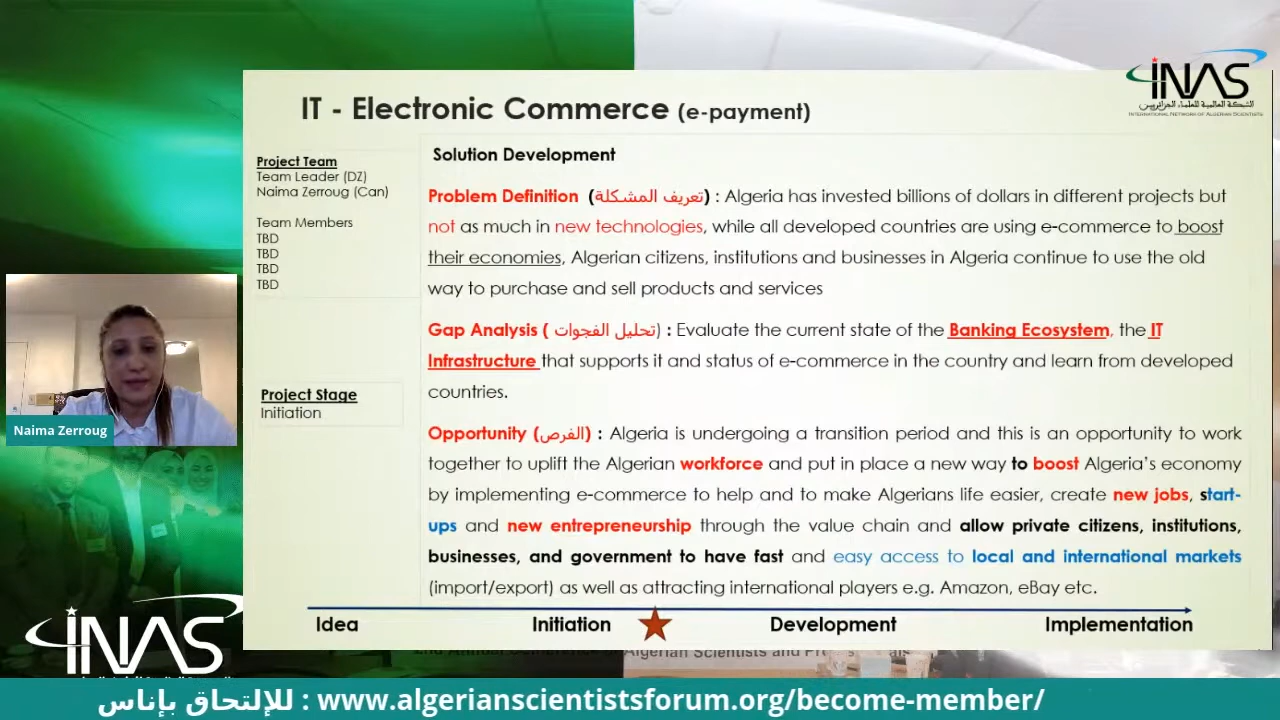 iNAS
الشبكة العالمية للعلماء الجزائريين
INTERNATIONAL NETWORK OF ALGERIAN SCIENTISTS
IT - Electronic Commerce (e-payment)
Project Team
Team Leader (DZ)
Naima Zerroug (Can)
Team Members
TBD
TBD
TBD
TBD
Project Stage
Initiation
Solution Development
Problem Definition (تعريف المشكلة) : Algeria has invested billions of dollars in different projects but
not as much in new technologies, while all developed countries are using e-commerce to boost
their economies, Algerian citizens, institutions and businesses in Algeria continue to use the old
way to purchase and sell products and services
Gap Analysis ( تحليل الفجوات) : Evaluate the current state of the Banking Ecosystem, the IT
Infrastructure that supports it and status of e-commerce in the country and learn from developed
countries.
Opportunity (الفرص) : Algeria is undergoing a transition period and this is an opportunity to work
together to uplift the Algerian workforce and put in place a new way to boost Algeria's economy
by implementing e-commerce to help and to make Algerians life easier, create new jobs, start-
ups and new entrepreneurship through the value chain and allow private citizens, institutions,
businesses, and government to have fast and easy access to local and international markets
(import/export) as well as attracting international players e.g. Amazon, eBay etc.
Idea Initiation Development Implementation
Naima Zerroug
iNAS
Algerian Scientists and
للإلتحاق بإناس : www.algerianscientistsforum.org/become-member/